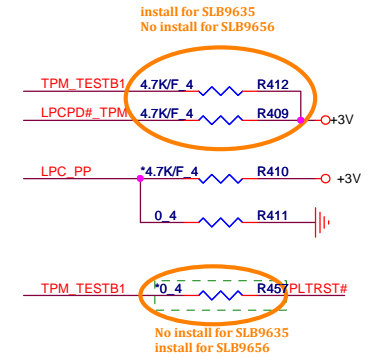 install for SLB9635
No install for SLB9656
TPM_TESTB1 4.7K/F_4 R412
LPCPD#_TPM 4.7K/F_4 R409 +3V
LPC_PP *4.7K/F_4 R410 +3V
0_4 R411
TPM_TESTB1 *0_4 R457 PLTRST#
No install for SLB9635
install for SLB9656